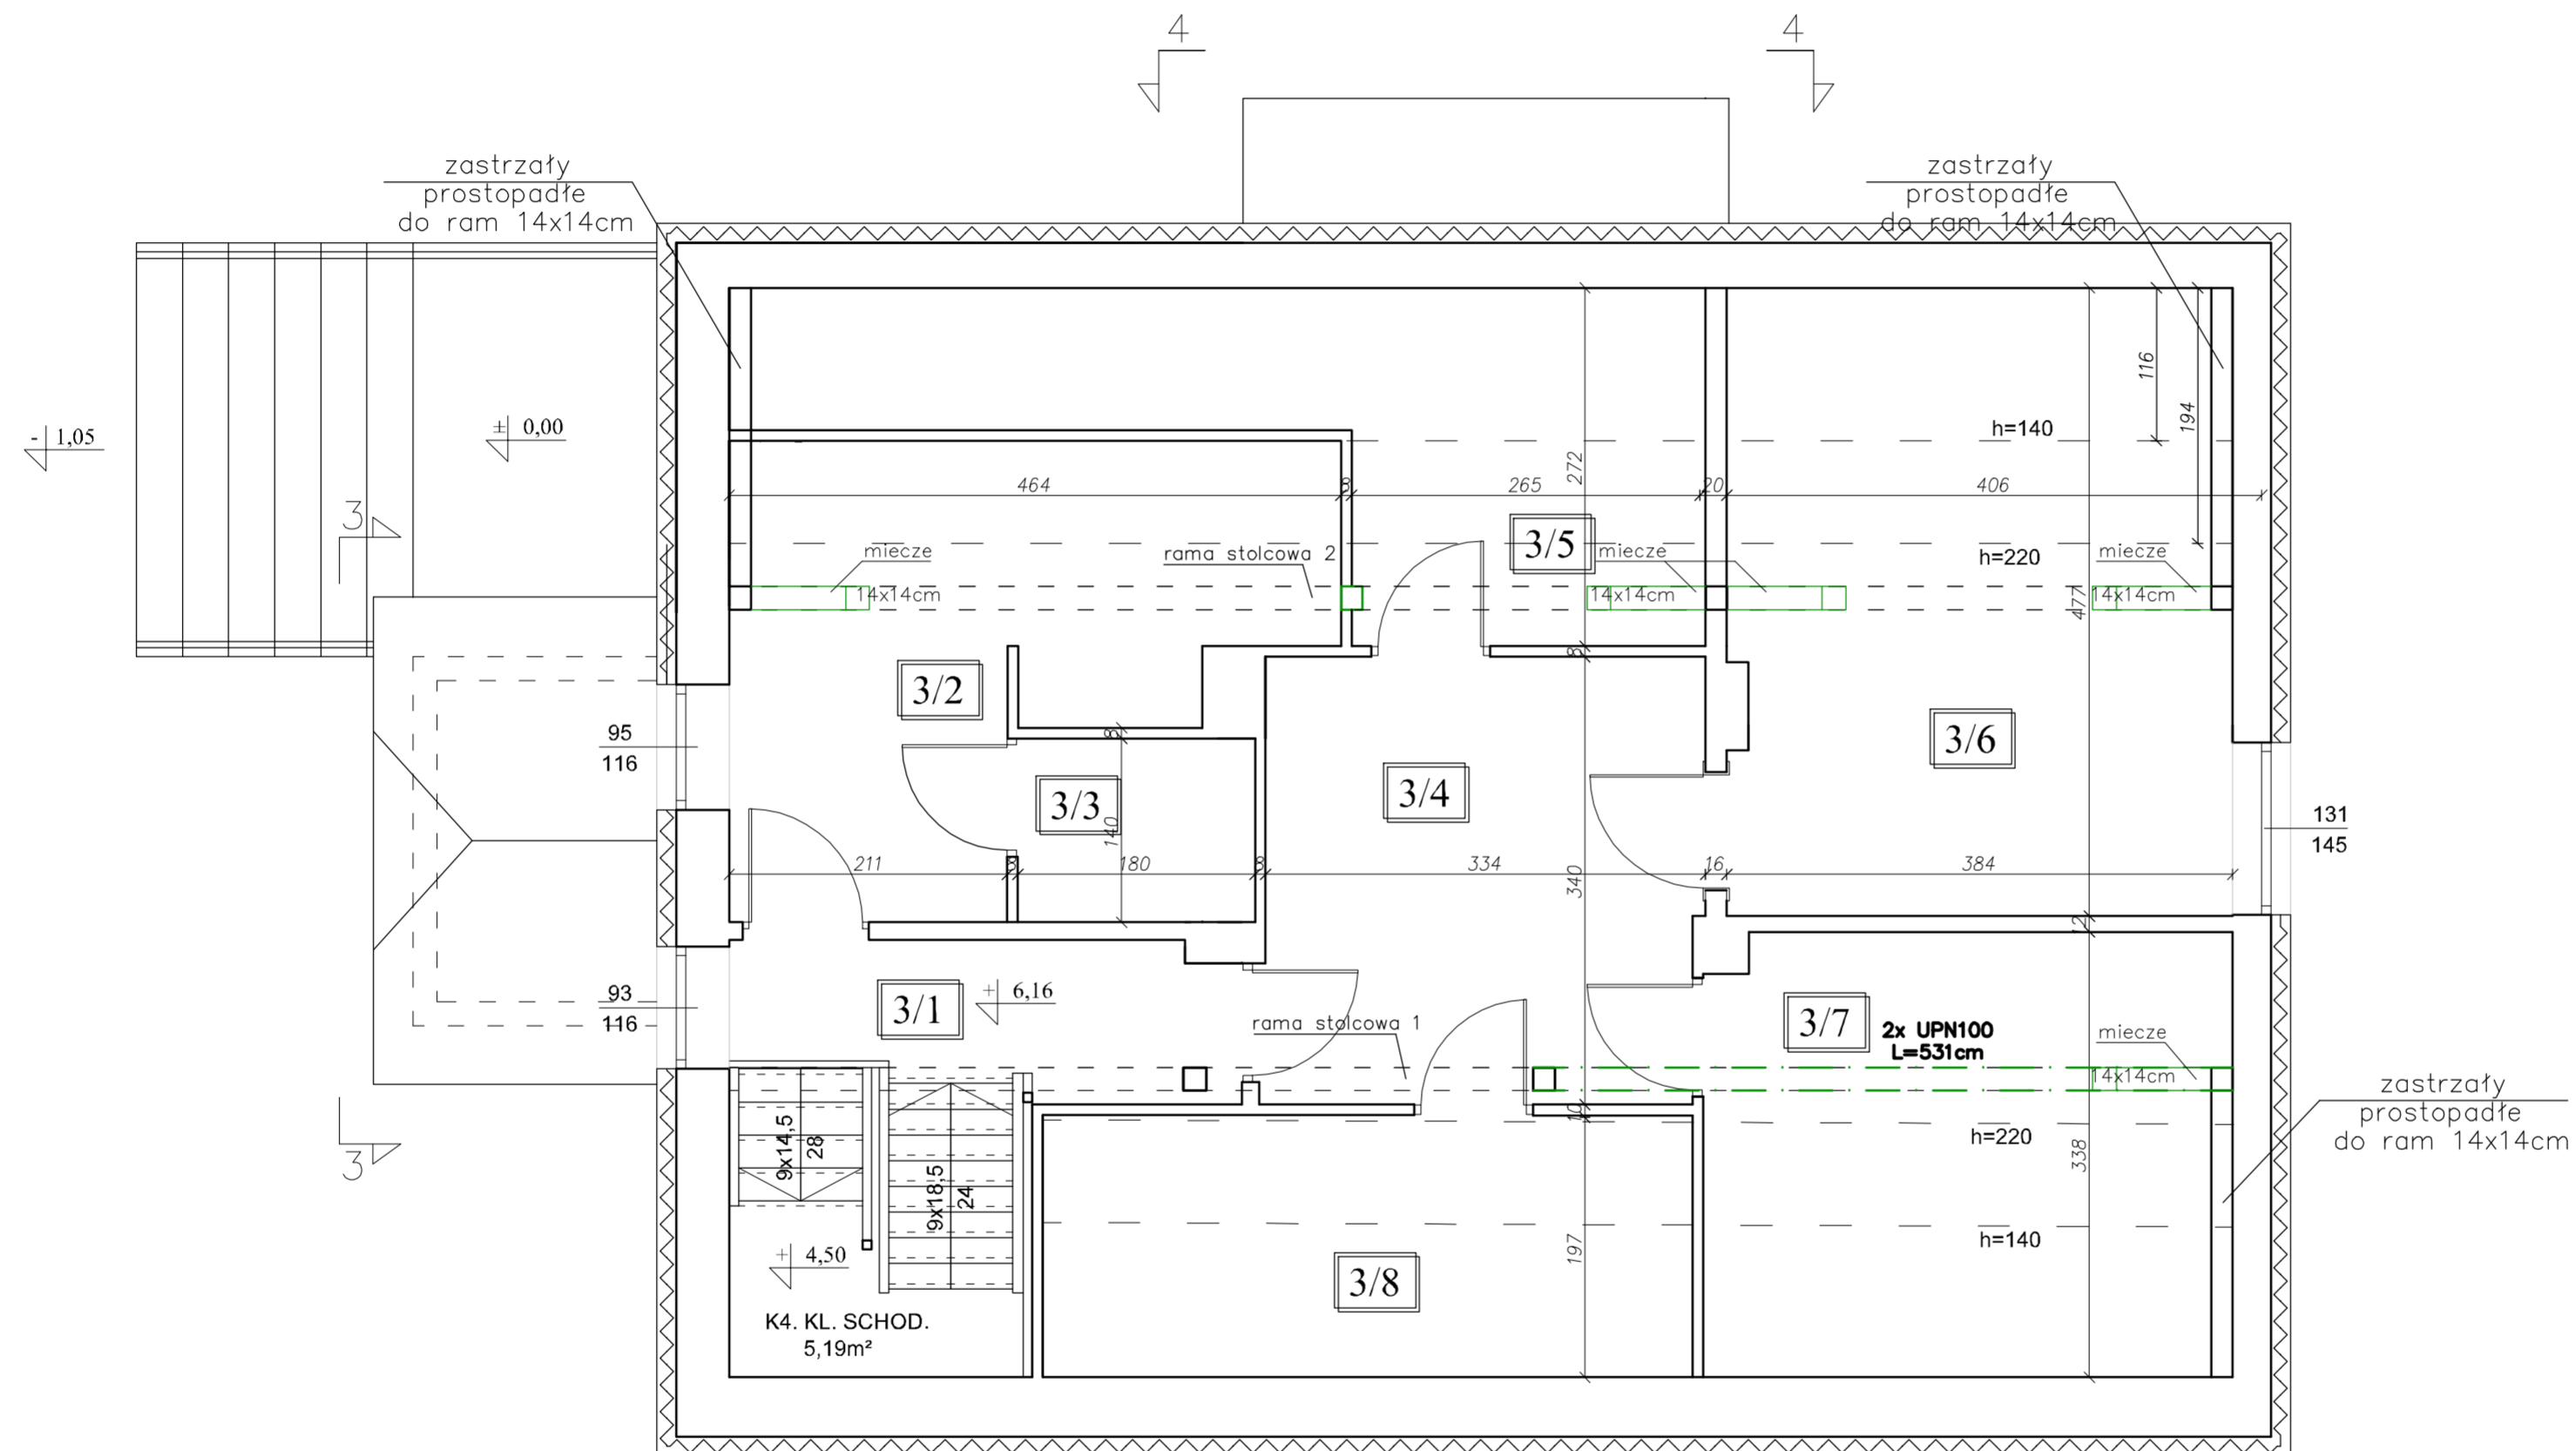 4
4
zastrzały
prostopadłe
do ram 14x14cm
zastrzały
prostopadłe
do ram 14x14cm
116
194
- 1,05
± 0,00
h=140
272
464
8
265
20
406
3
3/5
miecze
rama stolcowa 2
miecze
h=220
miecze
14x14cm
14x14cm
477
14x14cm
8
3/2
95
116
8
3/3
140
3/4
3/6
131
145
211
8
180
8
334
340
16
384
12
93
116
3/1
+ 6,16
rama stolcowa 1
3/7
2x UPN100
L=531cm
miecze
14x14cm
zastrzały
prostopadłe
do ram 14x14cm
10
9x14,5
28
h=220
338
3
9x18,5
24
+ 4,50
197
h=140
3/8
K4. KL. SCHOD.
5,19m²